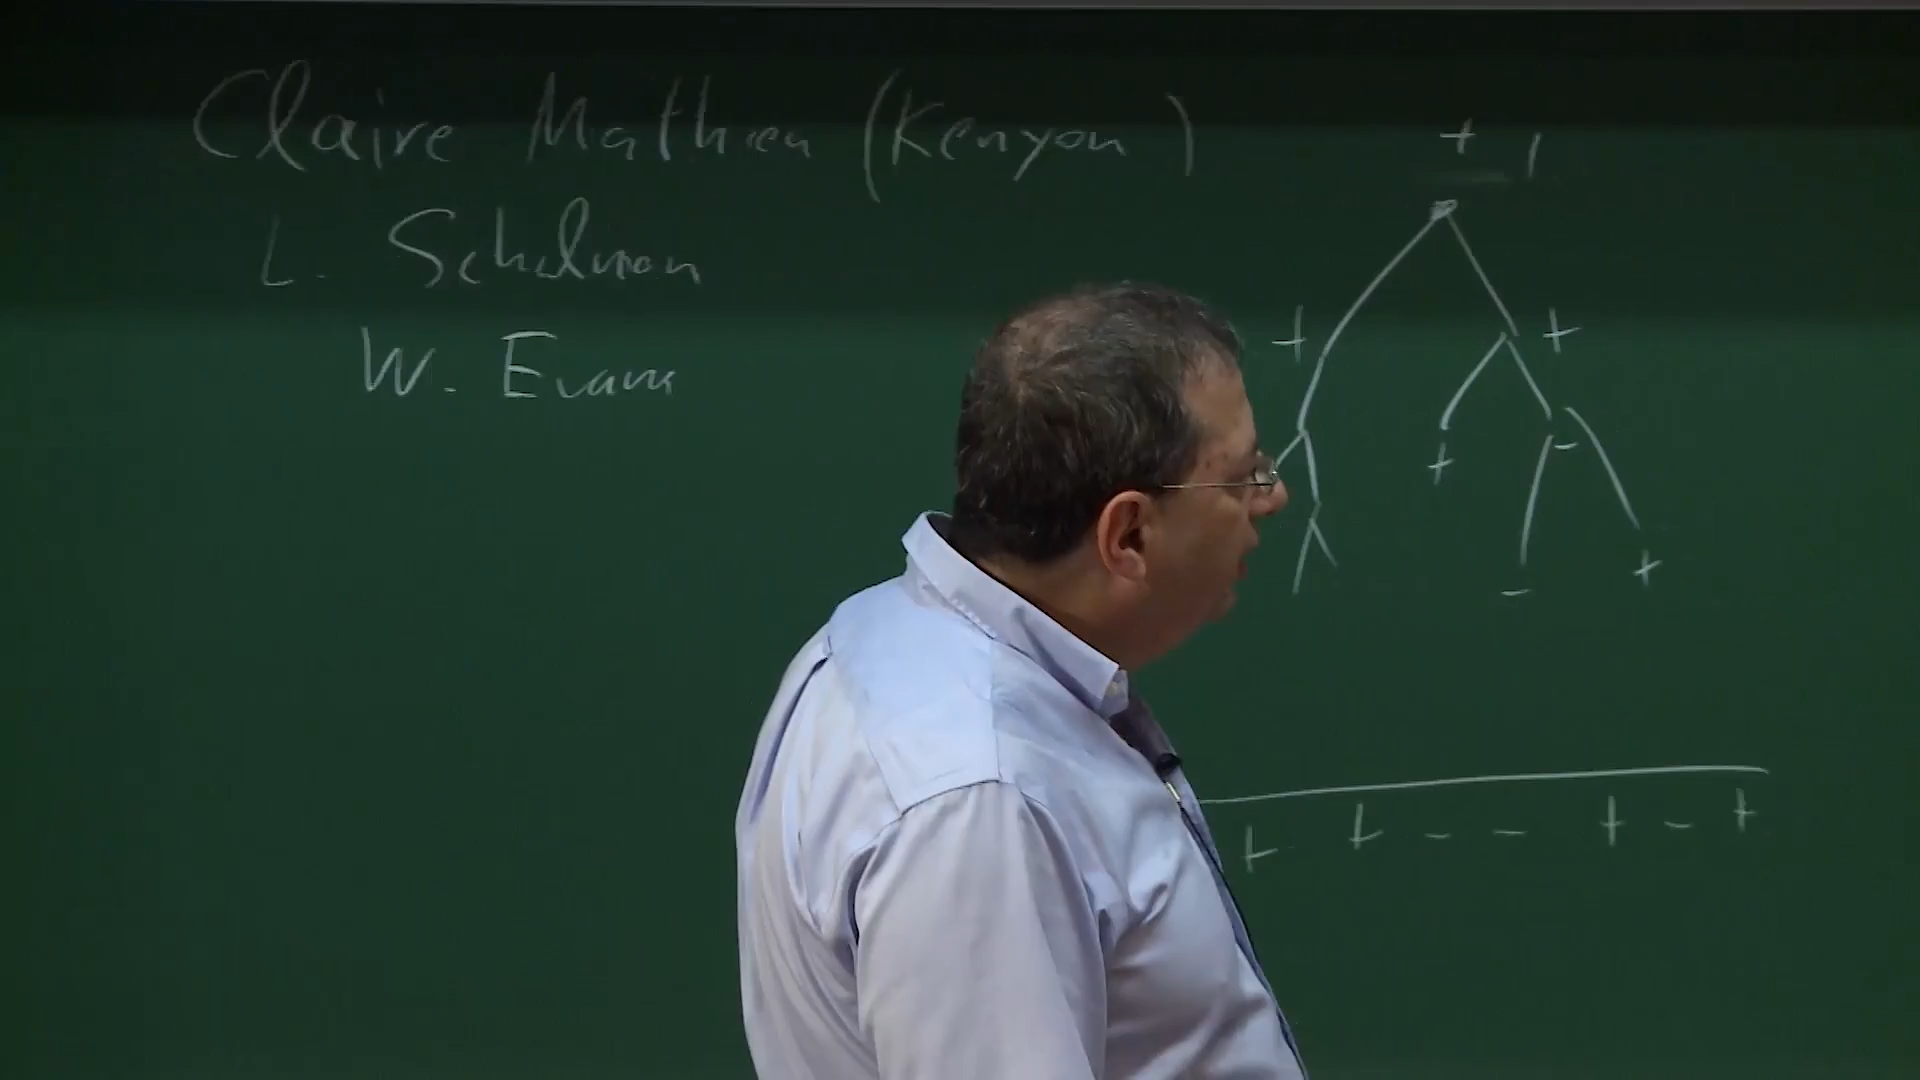 Claire Mathieu (Kenyon)
L. Schulman
W. Evans
+ 1
+ +
+ -
- +
+ + - - + - +